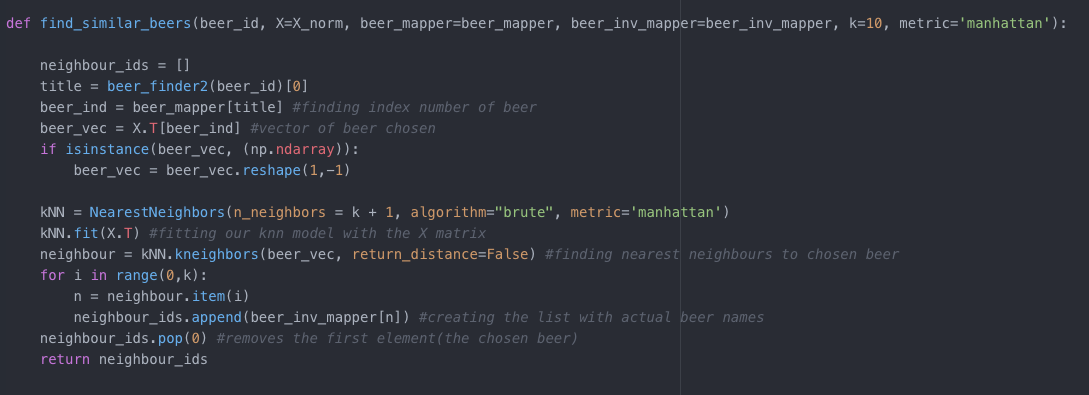 def find_similar_beers(beer_id, X=X_norm, beer_mapper=beer_mapper, beer_inv_mapper=beer_inv_mapper, k=10, metric='manhattan'):
neighbour_ids = []
title = beer_finder2(beer_id)[0]
beer_ind = beer_mapper[title] #finding index number of beer
beer_vec = X.T[beer_ind] #vector of beer chosen
if isinstance(beer_vec, (np.ndarray)):
beer_vec = beer_vec.reshape(1,-1)
kNN = NearestNeighbors(n_neighbors = k + 1, algorithm="brute", metric='manhattan')
kNN.fit(X.T) #fitting our knn model with the X matrix
neighbour = kNN.kneighbors(beer_vec, return_distance=False) #finding nearest neighbours to chosen beer
for i in range(0,k):
n = neighbour.item(i)
neighbour_ids.append(beer_inv_mapper[n]) #creating the list with actual beer names
neighbour_ids.pop(0) #removes the first element(the chosen beer)
return neighbour_ids